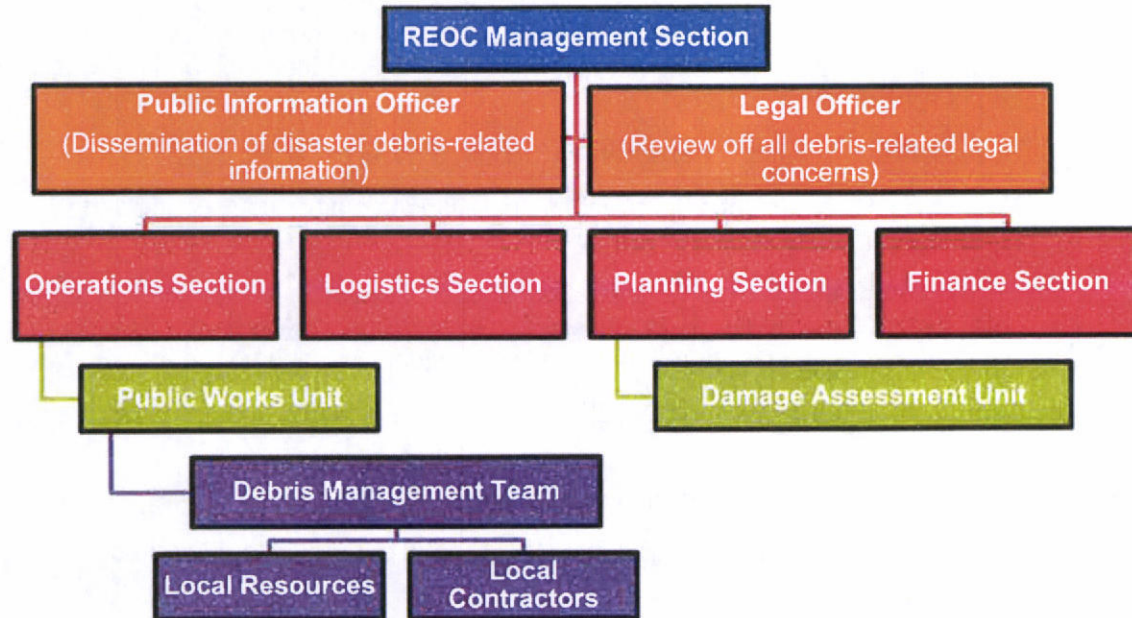 REOC Management Section
Public Information Officer
(Dissemination of disaster debris-related
information)
Legal Officer
(Review off all debris-related legal
concerns)
Operations Section
Logistics Section
Planning Section
Finance Section
Public Works Unit
Damage Assessment Unit
Debris Management Team
Local Resources
Local
Contractors